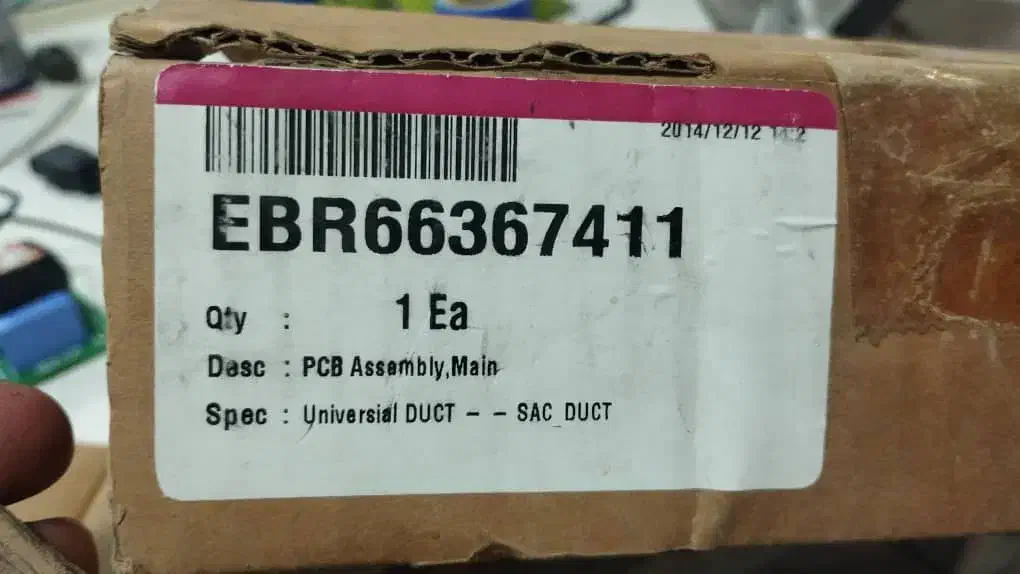 2014/12/12
EBR66367411
Qty : 1 Ea
Desc : PCB Assembly,Main
Spec : Universial DUCT - - SAC_DUCT